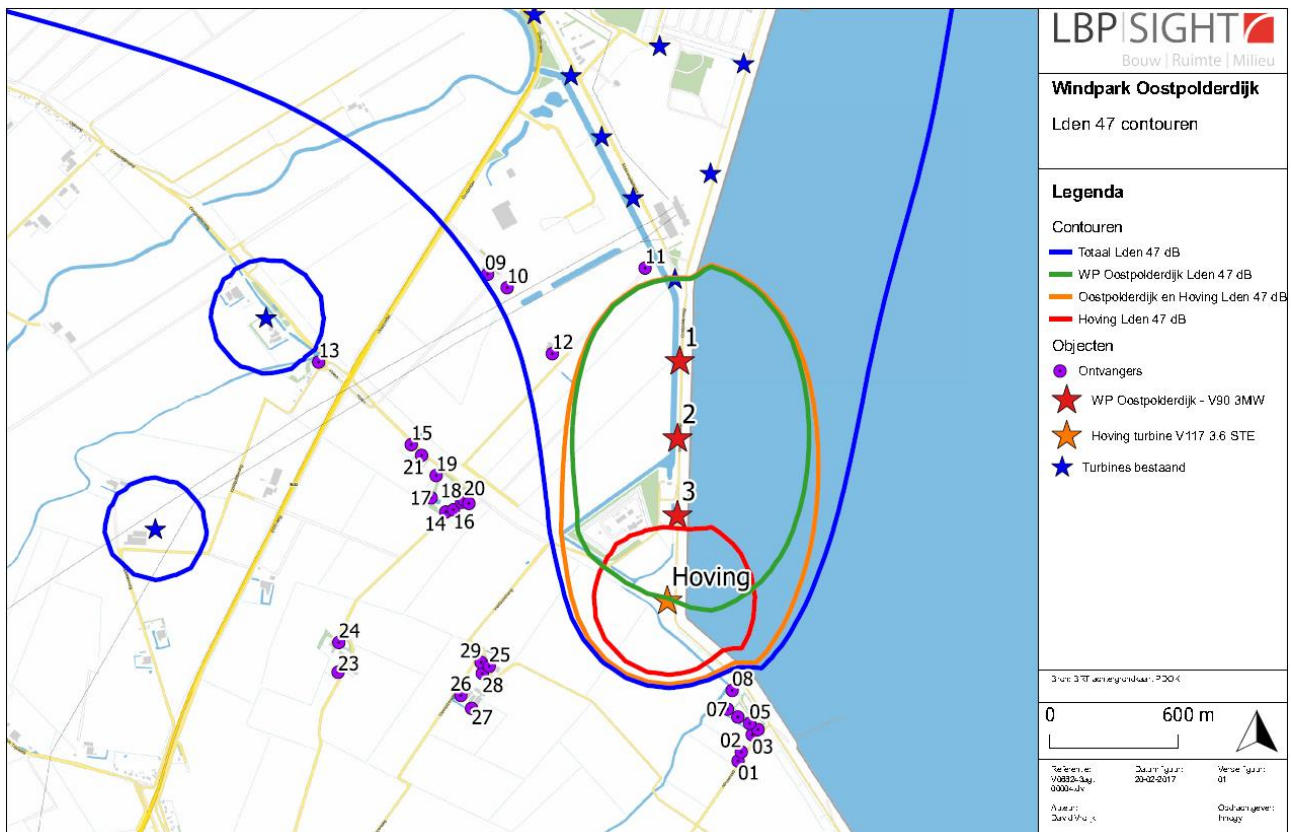 LBP|SIGHT
Bouw | Ruimte | Milieu
Windpark Oostpolderdijk
Lden 47 contouren
Legenda
Contouren
Totaal Lden 47 dB
WP Oostpolderdijk Lden 47 dB
Oostpolderdijk en Hoving Lden 47 dB
Hoving Lden 47 dB
Objecten
Ontvangers
WP Oostpolderdijk - V90 3MW
Hoving turbine V117 3.6 STE
Turbines bestaand
0 600 m
20-02-2017
01
09
10
11
12
13
1
2
3
Hoving
15
21
19
17
18
20
14
16
24
23
29
25
28
26
27
08
07
05
02
03
01